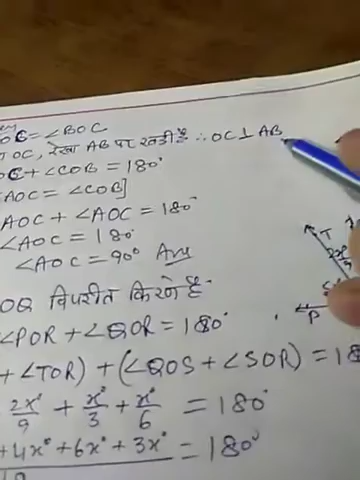 = ∠BOC
OC, रेखा AB पर खड़ी है ∴ OC ⊥ AB
+ ∠COB = 180°
AOC = ∠COB]
AOC + ∠AOC = 180°
∠AOC = 180°
∠AOC = 90° Ans
OQ विपरीत किरणे है
∠POR + ∠QOR = 180°
+ ∠TOR) + (∠QOS + ∠SOR) = 18
2x°/9 + x°/3 + x°/6 = 180°
+ 4x° + 6x° + 3x° = 180°
T
P